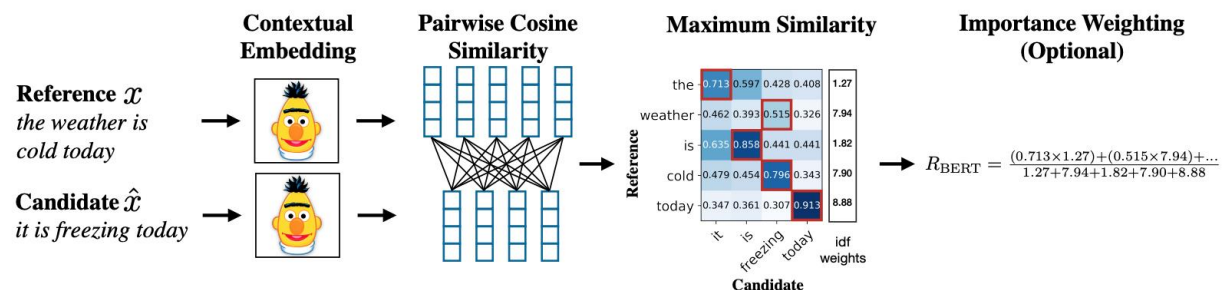 Contextual
Embedding
Pairwise Cosine
Similarity
Maximum Similarity
Importance Weighting
(Optional)
Reference x
the weather is
cold today
Candidate x̂
it is freezing today
Reference
the 0.713 0.597 0.428 0.408 1.27
weather 0.462 0.393 0.515 0.326 7.94
is 0.635 0.858 0.441 0.441 1.82
cold 0.479 0.454 0.796 0.343 7.90
today 0.347 0.361 0.307 0.913 8.88
it is freezing today
idf
weights
Candidate
R_BERT = (0.713×1.27)+(0.515×7.94)+... / 1.27+7.94+1.82+7.90+8.88